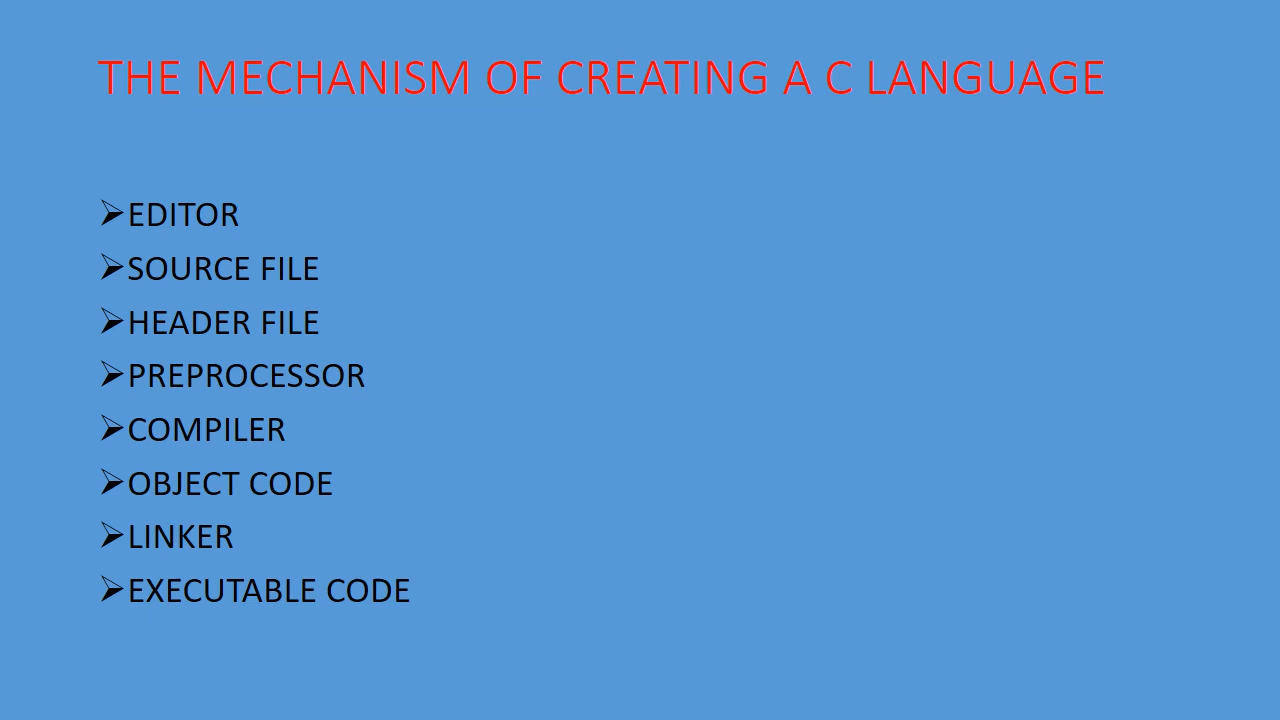 THE MECHANISM OF CREATING A C LANGUAGE
➢EDITOR
➢SOURCE FILE
➢HEADER FILE
➢PREPROCESSOR
➢COMPILER
➢OBJECT CODE
➢LINKER
➢EXECUTABLE CODE